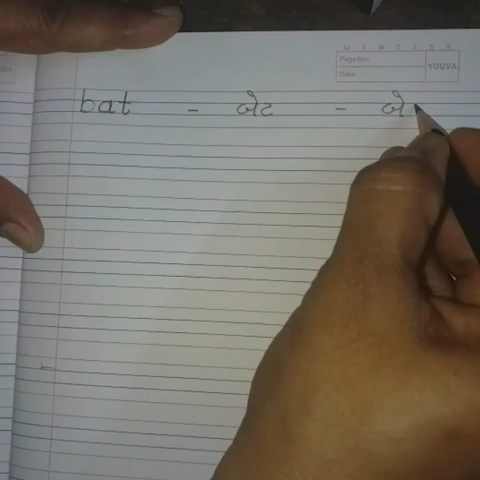 M T W T F S S
Page No.:
YOUVA
Date:
bat - બેટ - બે